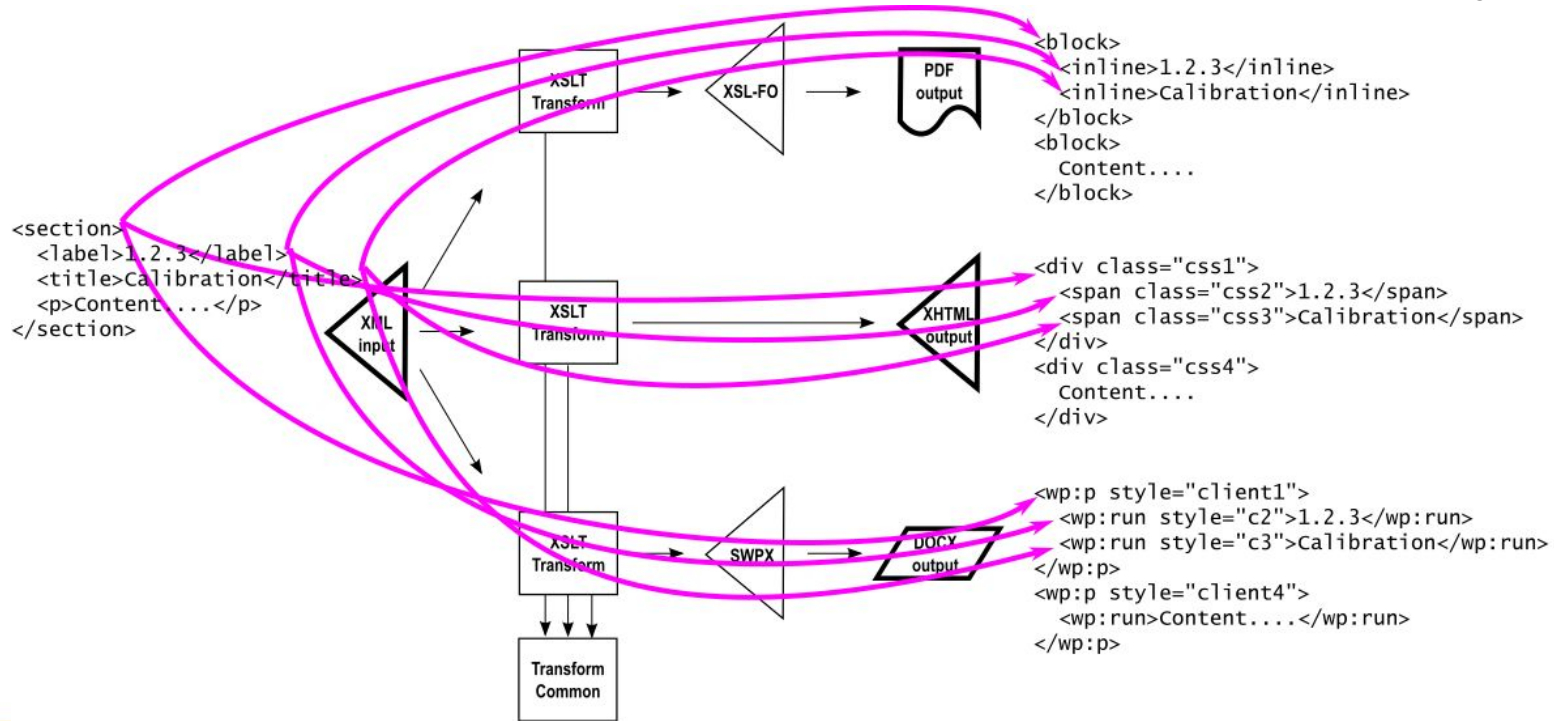 <section>
  <label>1.2.3</label>
  <title>Calibration</title>
  <p>Content....</p>
</section>
XML
input
XSLT
Transform
XSL-FO
PDF
output
<block>
  <inline>1.2.3</inline>
  <inline>Calibration</inline>
</block>
<block>
  Content....
</block>
XSLT
Transform
XHTML
output
<div class="css1">
  <span class="css2">1.2.3</span>
  <span class="css3">Calibration</span>
</div>
<div class="css4">
  Content....
</div>
XSLT
Transform
SWPX
DOCX
output
<wp:p style="client1">
  <wp:run style="c2">1.2.3</wp:run>
  <wp:run style="c3">Calibration</wp:run>
</wp:p>
<wp:p style="client4">
  <wp:run>Content....</wp:run>
</wp:p>
Transform
Common